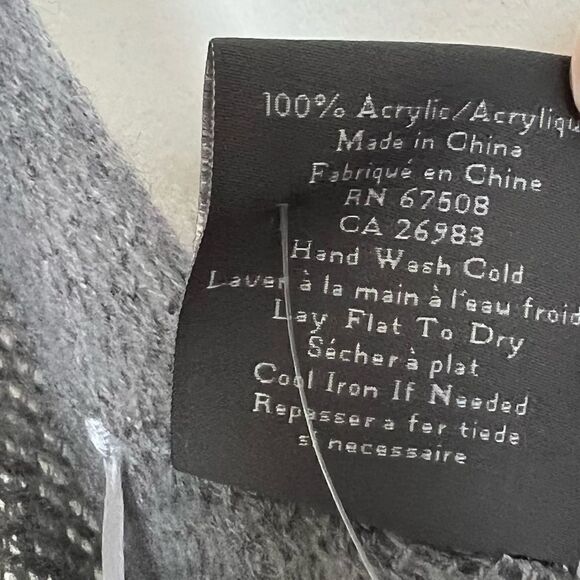 100% Acrylic/Acrylique
Made in China
Fabriqué en Chine
RN 67508
CA 26983
Hand Wash Cold
Laver à la main à l'eau froid
Lay Flat To Dry
Sécher à plat
Cool Iron If Needed
Repasser a fer tiede
si necessaire